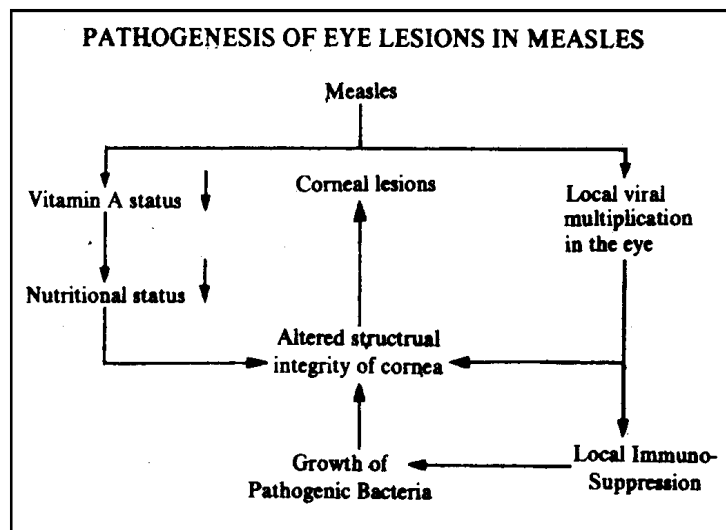 PATHOGENESIS OF EYE LESIONS IN MEASLES
Measles
Vitamin A status
Corneal lesions
Local viral
multiplication
in the eye
Nutritional status
Altered structrual
integrity of cornea
Growth of
Pathogenic Bacteria
Local Immuno-
Suppression